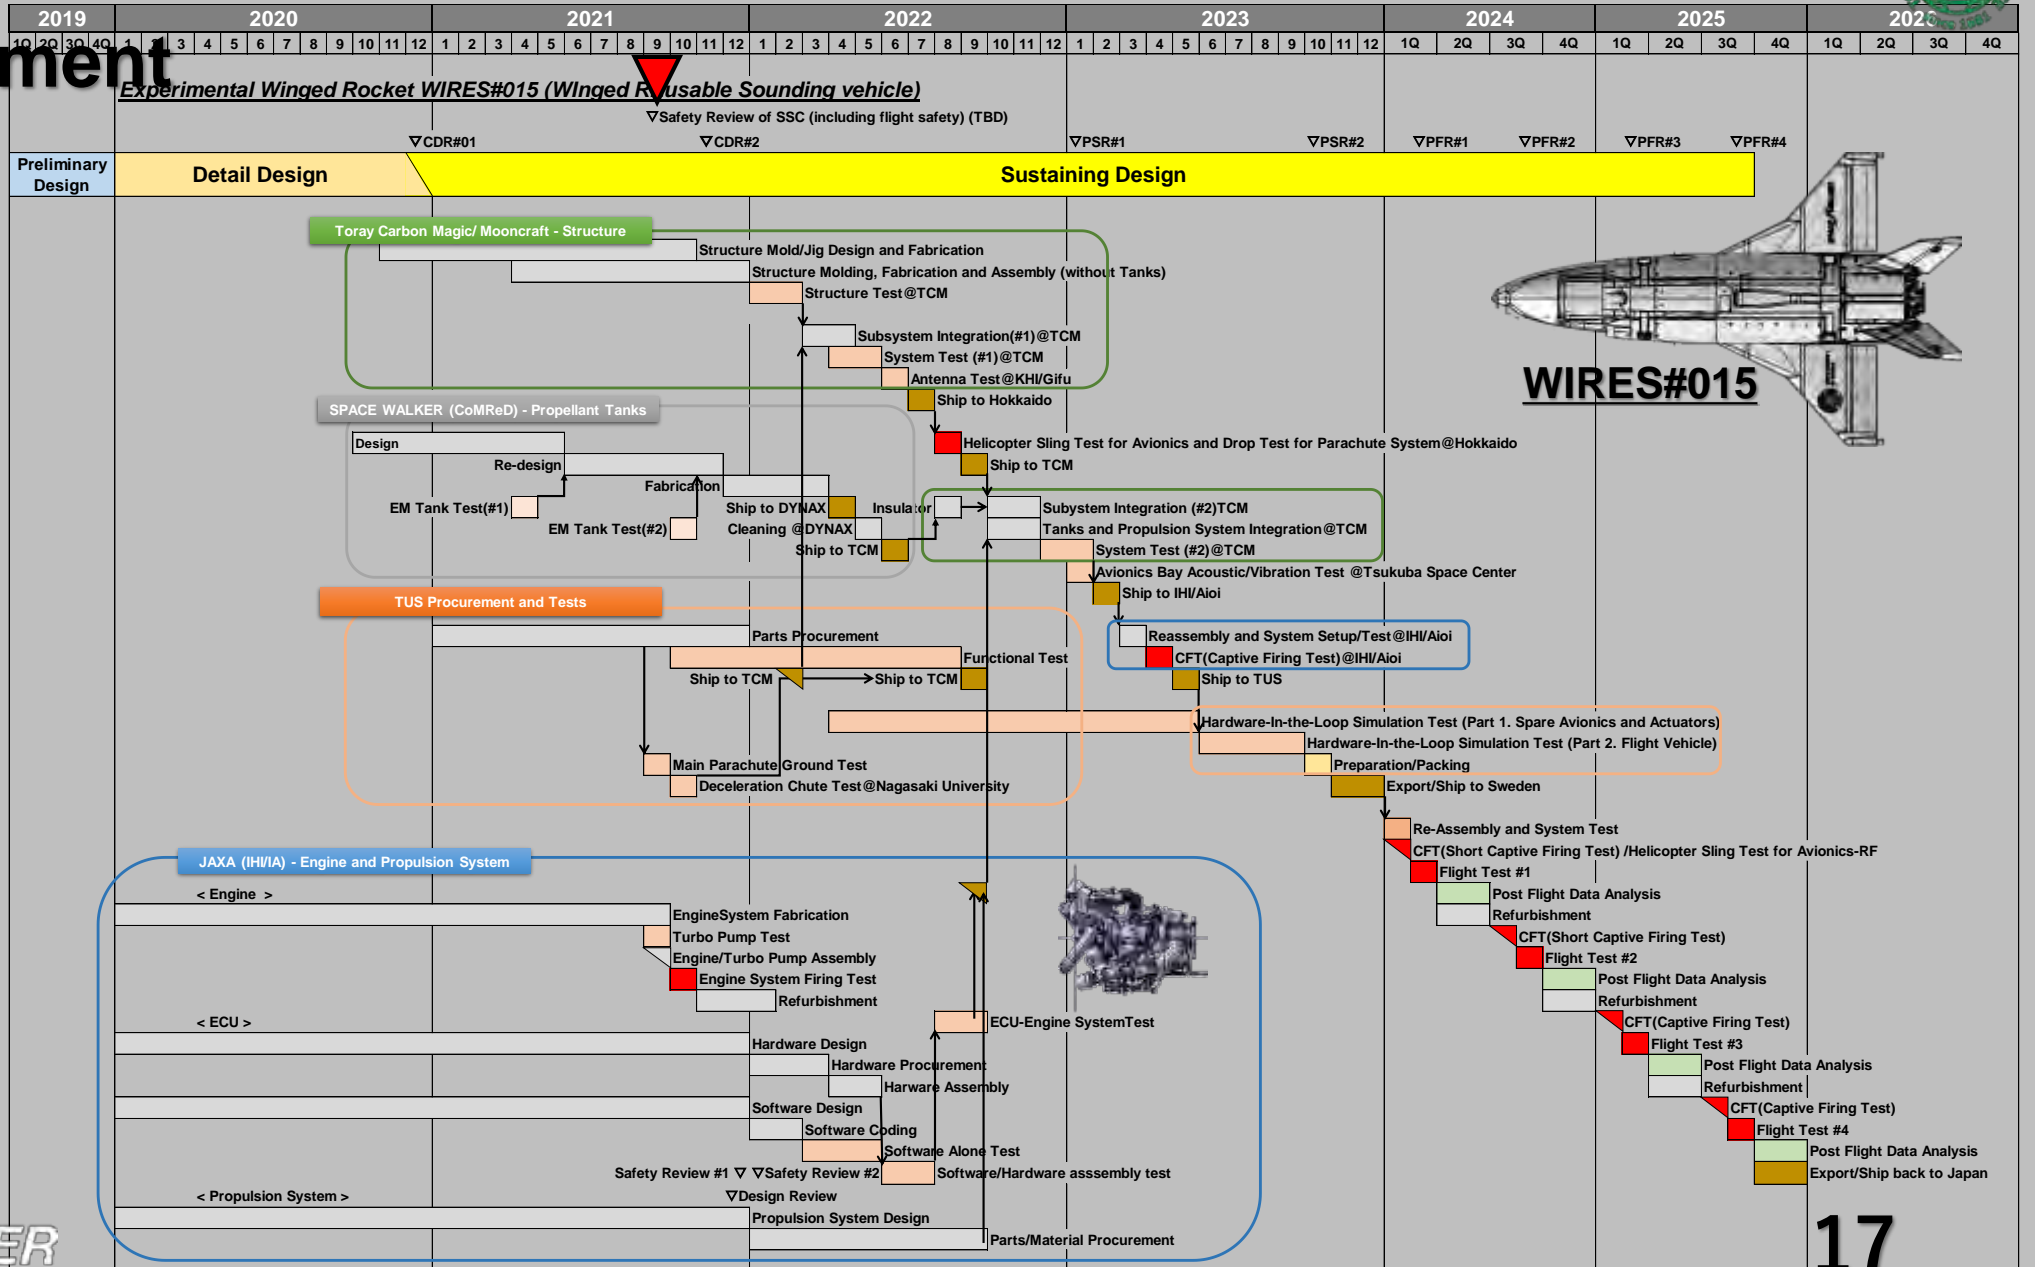 2019 2020 2021 2022 2023 2024 2025
1Q 2Q 3Q 4Q 1 2 3 4 5 6 7 8 9 10 11 12 1 2 3 4 5 6 7 8 9 10 11 12 1 2 3 4 5 6 7 8 9 10 11 12 1 2 3 4 5 6 7 8 9 10 11 12 1Q 2Q 3Q 4Q 1Q 2Q 3Q 4Q 1Q 2Q 3Q 4Q
ment
Experimental Winged Rocket WIRES#015 (WInged Reusable Sounding vehicle)
▽Safety Review of SSC (including flight safety) (TBD)
▽CDR#01 ▽CDR#2 ▽PSR#1 ▽PSR#2 ▽PFR#1 ▽PFR#2 ▽PFR#3 ▽PFR#4
Preliminary
Design
Detail Design
Sustaining Design
Toray Carbon Magic/ Mooncraft - Structure
Structure Mold/Jig Design and Fabrication
Structure Molding, Fabrication and Assembly (without Tanks)
Structure Test@TCM
Subsystem Integration(#1)@TCM
System Test (#1)@TCM
Antenna Test@KHI/Gifu
WIRES#015
Ship to Hokkaido
SPACE WALKER (CoMReD) - Propellant Tanks
Design
Helicopter Sling Test for Avionics and Drop Test for Parachute System@Hokkaido
Re-design
Ship to TCM
Fabrication
EM Tank Test(#1)
Ship to DYNAX
Insulator
Subystem Integration (#2)TCM
EM Tank Test(#2)
Cleaning @DYNAX
Tanks and Propulsion System Integration@TCM
Ship to TCM
System Test (#2)@TCM
Avionics Bay Acoustic/Vibration Test @Tsukuba Space Center
Ship to IHI/Aioi
TUS Procurement and Tests
Parts Procurement
Reassembly and System Setup/Test@IHI/Aioi
Functional Test
CFT(Captive Firing Test)@IHI/Aioi
Ship to TCM
Ship to TCM
Ship to TUS
Hardware-In-the-Loop Simulation Test (Part 1. Spare Avionics and Actuators)
Hardware-In-the-Loop Simulation Test (Part 2. Flight Vehicle)
Main Parachute Ground Test
Preparation/Packing
Deceleration Chute Test@Nagasaki University
Export/Ship to Sweden
Re-Assembly and System Test
JAXA (IHI/IA) - Engine and Propulsion System
CFT(Short Captive Firing Test) /Helicopter Sling Test for Avionics-RF
Flight Test #1
< Engine >
Post Flight Data Analysis
EngineSystem Fabrication
Refurbishment
Turbo Pump Test
CFT(Short Captive Firing Test)
Engine/Turbo Pump Assembly
Flight Test #2
Engine System Firing Test
Post Flight Data Analysis
Refurbishment
Refurbishment
< ECU >
ECU-Engine SystemTest
CFT(Captive Firing Test)
Hardware Design
Flight Test #3
Hardware Procurement
Post Flight Data Analysis
Harware Assembly
Refurbishment
Software Design
CFT(Captive Firing Test)
Software Coding
Flight Test #4
Software Alone Test
Post Flight Data Analysis
Safety Review #1 ▽ ▽Safety Review #2
Software/Hardware asssembly test
Export/Ship back to Japan
< Propulsion System >
▽Design Review
Propulsion System Design
Parts/Material Procurement
ER
17